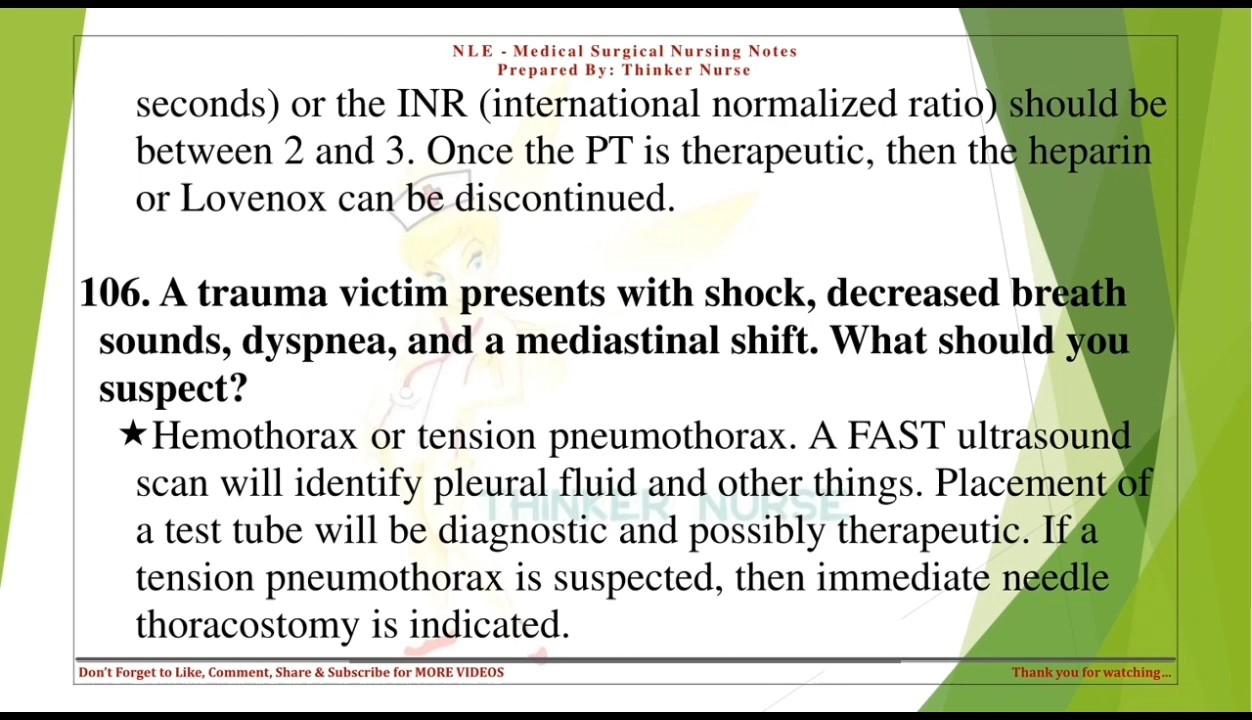 NLE - Medical Surgical Nursing Notes
Prepared By: Thinker Nurse
seconds) or the INR (international normalized ratio) should be
between 2 and 3. Once the PT is therapeutic, then the heparin
or Lovenox can be discontinued.
106. A trauma victim presents with shock, decreased breath
sounds, dyspnea, and a mediastinal shift. What should you
suspect?
★Hemothorax or tension pneumothorax. A FAST ultrasound
scan will identify pleural fluid and other things. Placement of
THINKER NURSE
a test tube will be diagnostic and possibly therapeutic. If a
tension pneumothorax is suspected, then immediate needle
thoracostomy is indicated.
Don't Forget to Like, Comment, Share & Subscribe for MORE VIDEOS
Thank you for watching...